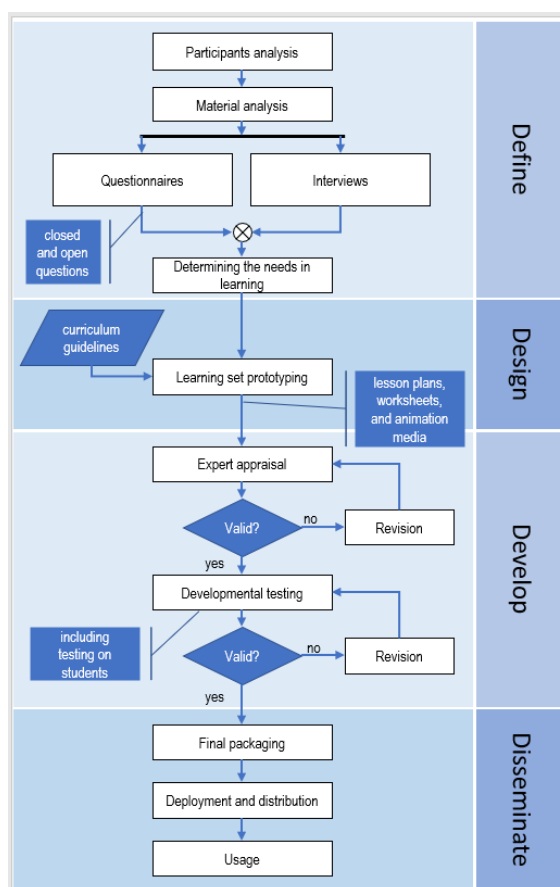 Participants analysis
Material analysis
Questionnaires
Interviews
closed
and open
questions
Determining the needs in
learning
Define
curriculum
guidelines
Learning set prototyping
lesson plans,
worksheets,
and animation
media
Design
Expert appraisal
Valid?
no
Revision
yes
Developmental testing
including
testing on
students
Valid?
no
Revision
yes
Develop
Final packaging
Deployment and distribution
Usage
Disseminate